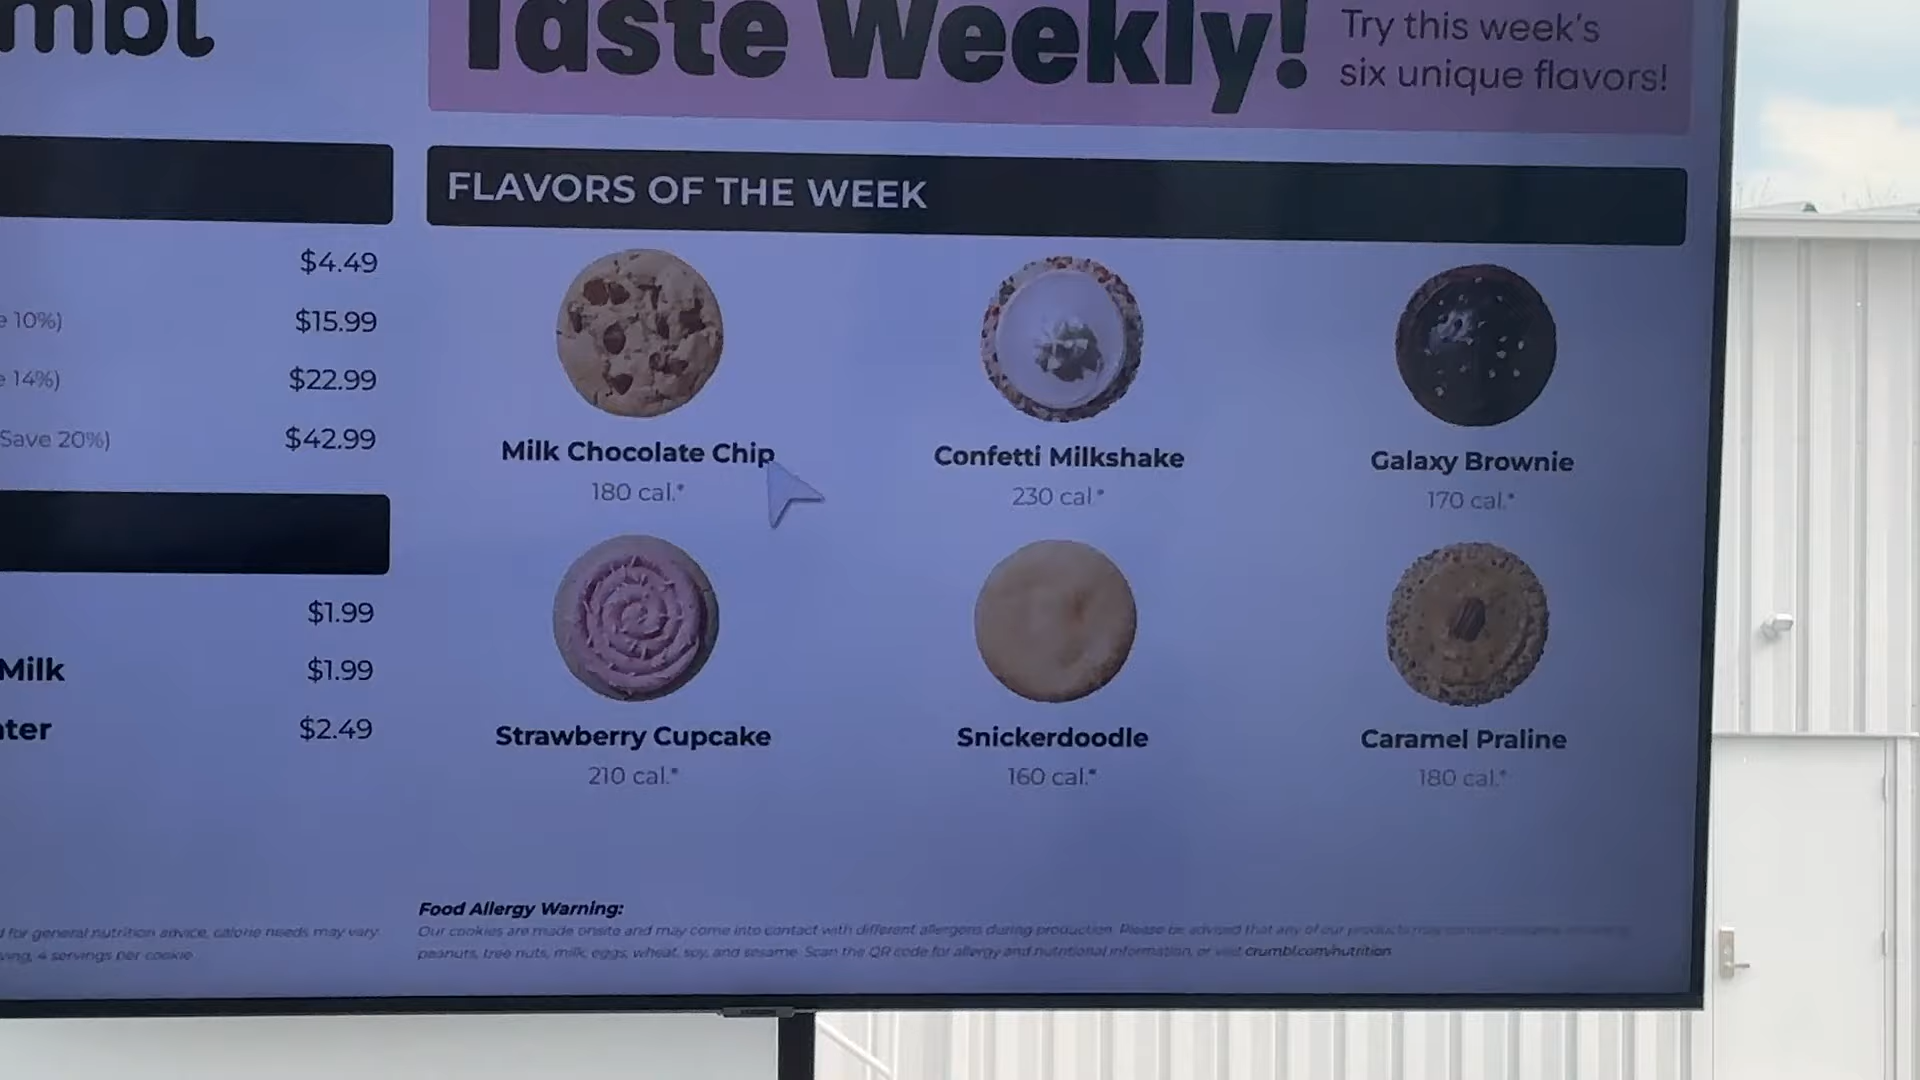 mbl
Taste Weekly!
Try this week's
six unique flavors!
FLAVORS OF THE WEEK
$4.49
e 10%) $15.99
e 14%) $22.99
Save 20%) $42.99
Milk Chocolate Chip
180 cal.*
Confetti Milkshake
230 cal.*
Galaxy Brownie
170 cal.*
$1.99
Milk $1.99
ter $2.49
Strawberry Cupcake
210 cal.*
Snickerdoodle
160 cal.*
Caramel Praline
180 cal.*
Food Allergy Warning:
Our cookies are made onsite and may come into contact with different allergens during production. Please be advised that any of our products may contain
peanuts, tree nuts, milk, eggs, wheat, soy, and sesame. Scan the QR code for allergy and nutritional information, or visit crumbl.com/nutrition
d for general nutrition advice, calorie needs may vary.
ving, 4 servings per cookie